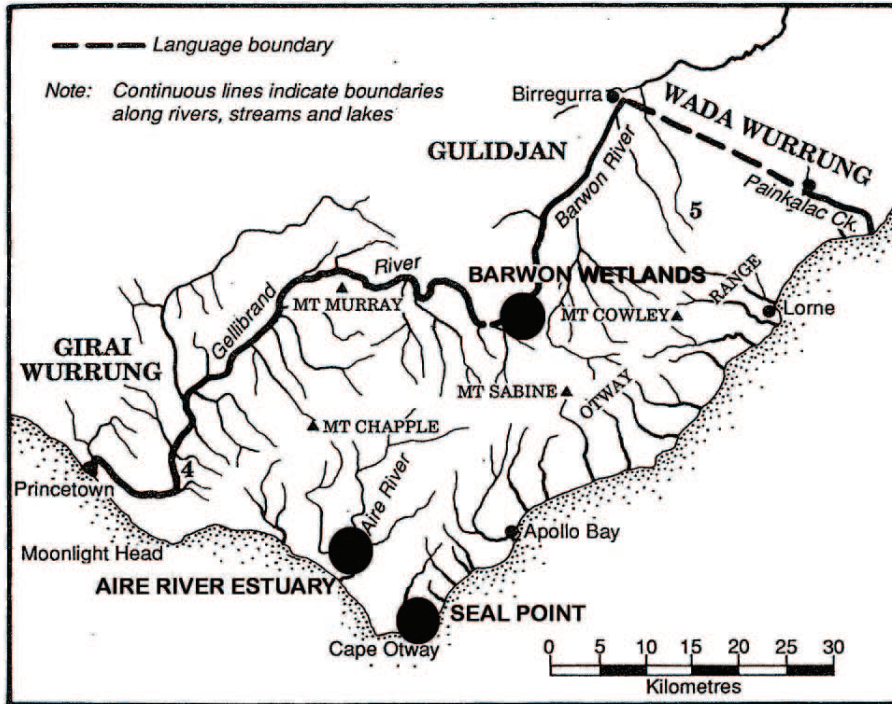 Language boundary
Note: Continuous lines indicate boundaries
along rivers, streams and lakes
Birregurra
WADA WURRUNG
GULIDJAN
Barwon River
Painkalac Ck.
5
River
BARWON WETLANDS
RANGE
Gellibrand
MT MURRAY
MT COWLEY
Lorne
GIRAI
WURRUNG
MT SABINE
OTWAY
MT CHAPPLE
4
Princetown
Aire River
Apollo Bay
Moonlight Head
AIRE RIVER ESTUARY
SEAL POINT
Cape Otway
0 5 10 15 20 25 30
Kilometres